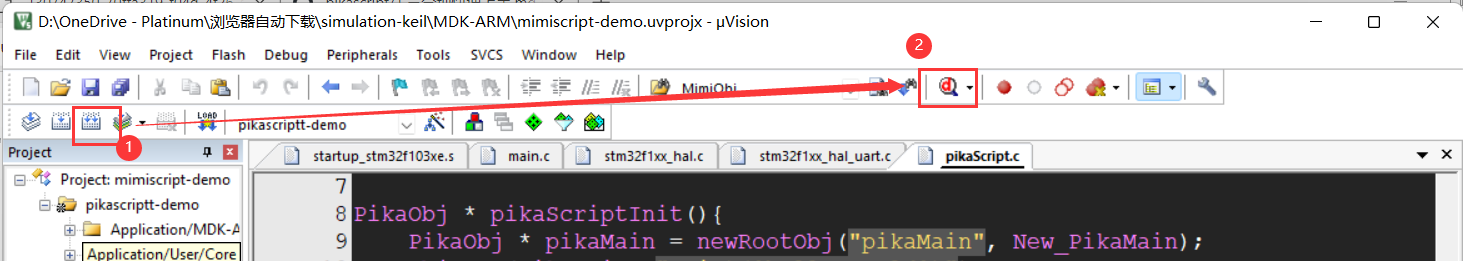 D:\OneDrive - Platinum\浏览器自动下载\simulation-keil\MDK-ARM\mimiscript-demo.uvprojx - µVision
File Edit View Project Flash Debug Peripherals Tools SVCS Window Help
2
MimiObj
LOAD
pikascriptt-demo
1
Project
startup_stm32f103xe.s main.c stm32f1xx_hal.c stm32f1xx_hal_uart.c pikaScript.c
Project: mimiscript-demo
pikascriptt-demo
Application/MDK-A
Application/User/Core
7
8 PikaObj * pikaScriptInit(){
9 PikaObj * pikaMain = newRootObj("pikaMain", New_PikaMain);